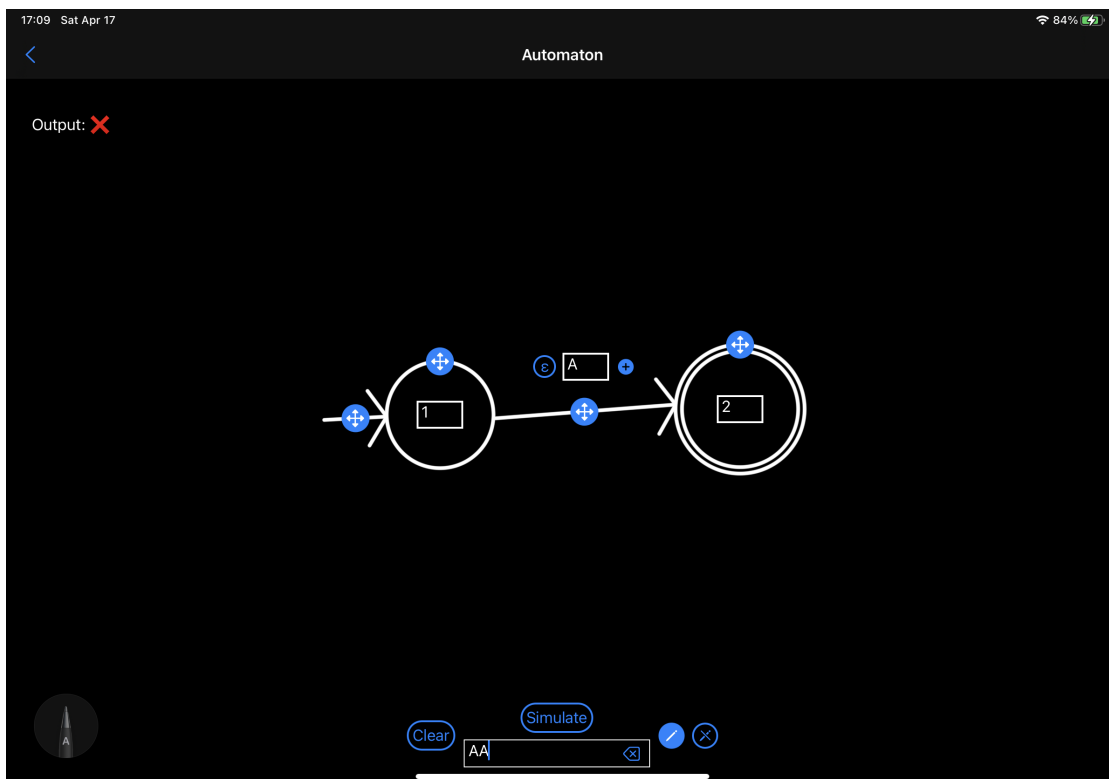 17:09 Sat Apr 17
84%
Automaton
Output: ❌
ε A
1
2
Simulate
Clear
AA
A